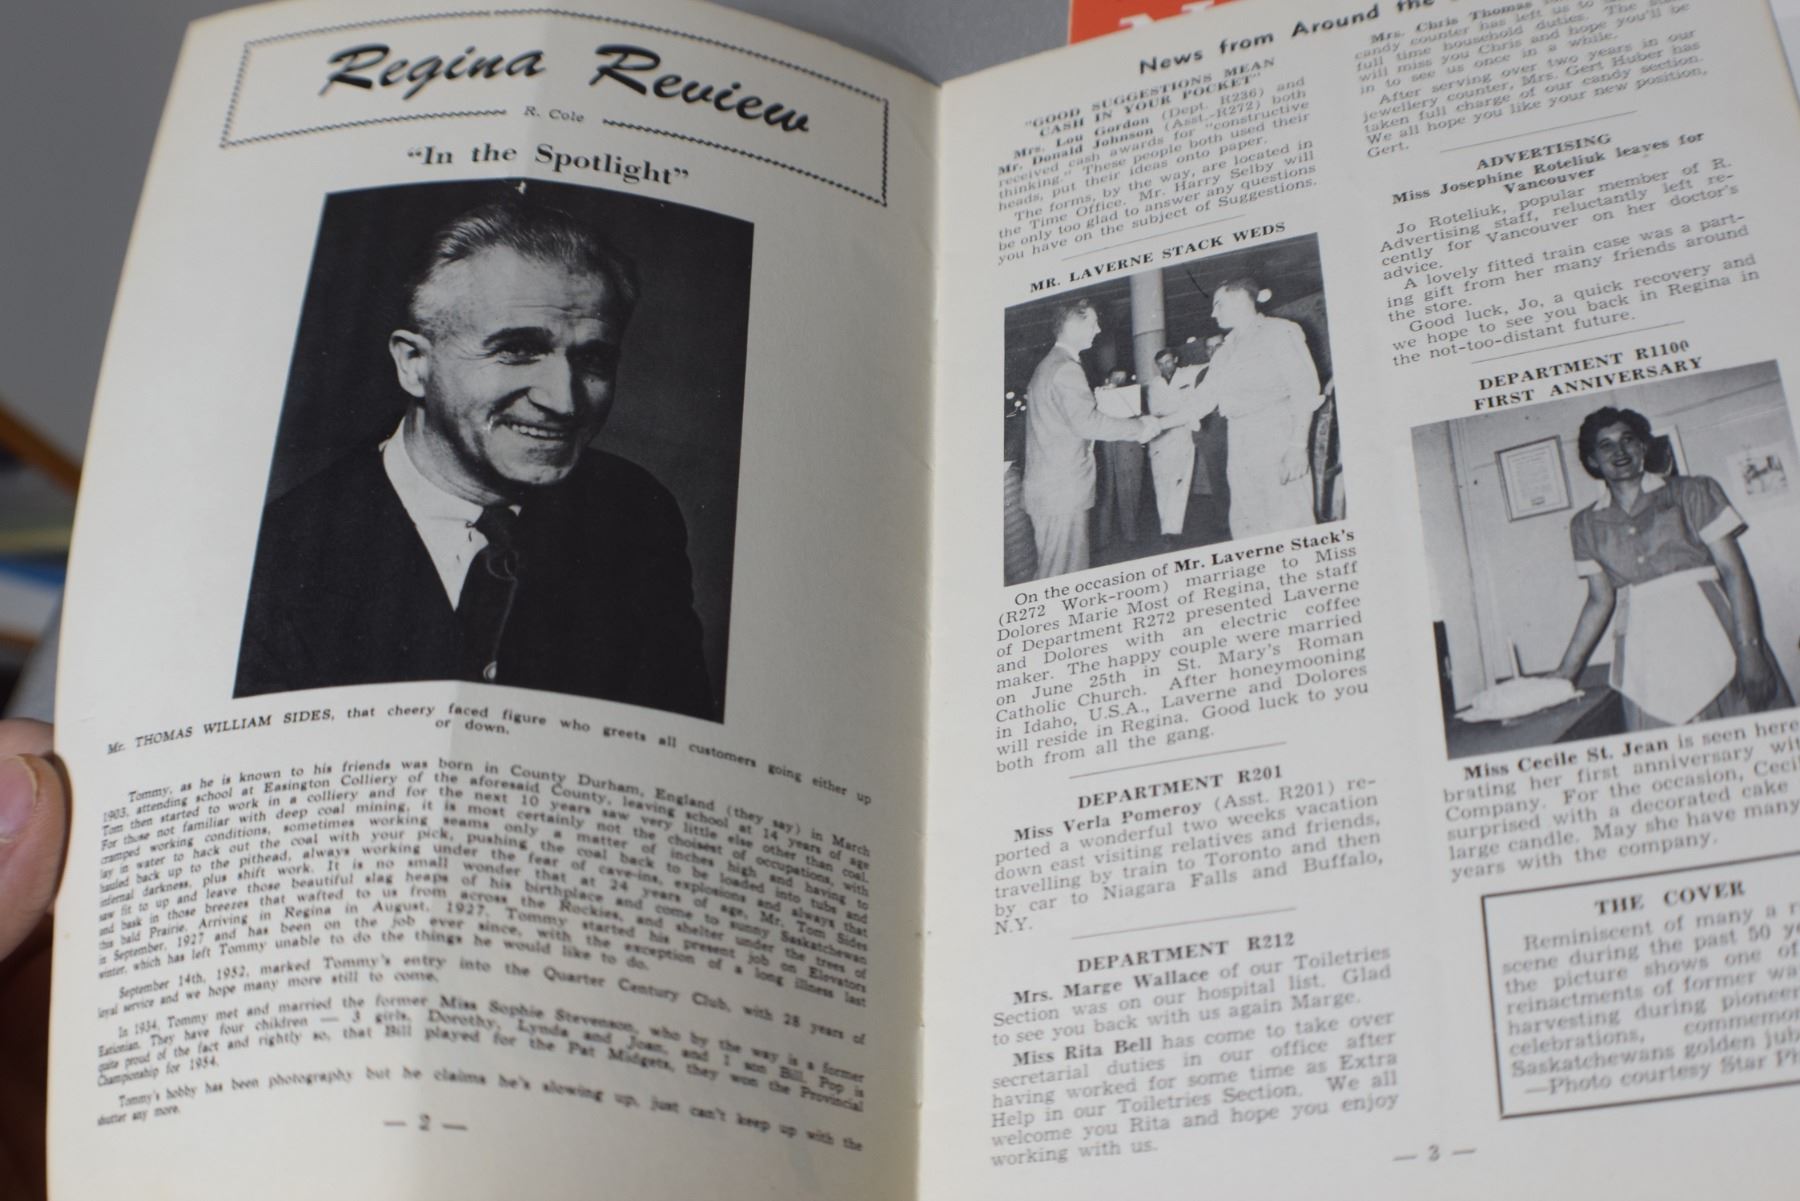 Regina Review
R. Cole
"In the Spotlight"
Mr. THOMAS WILLIAM SIDES, that cheery faced figure who greets all customers going either up
or down.
Tommy, as he is known to his friends was born in County Durham, England (they say) in March
1903, attending school at Easington Colliery of the aforesaid County, leaving school at 14 years of age
Tom then started to work in a colliery and for the next 10 years saw very little else other than coal.
For those not familiar with deep coal mining, it is most certainly not the choisest of occupations, with
cramped working conditions, sometimes working seams only a matter of inches high and having to
lay in water to hack out the coal with your pick, pushing the coal back to be loaded into tubs and
hauled back up to the pithead, always working under the fear of cave-ins, explosions and always that
infernal darkness, plus shift work. It is no small wonder that at 24 years of age, Mr. Tom Sides
saw fit to up and leave those beautiful slag heaps of his birthplace and come to sunny Saskatchewan
and bask in those breezes that wafted to us from across the Rockies, and shelter under the trees of
this bald Prairie. Arriving in Regina in August, 1927, Tommy started his present job on Elevators
in September, 1927 and has been on the job ever since, with the exception of a long illness last
winter, which has left Tommy unable to do the things he would like to do.
September 14th, 1952, marked Tommy's entry into the Quarter Century Club, with 28 years of
loyal service and we hope many more still to come.
In 1934, Tommy met and married the former Miss Sophie Stevenson, who by the way is a former
Eatonian. They have four children — 3 girls, Dorothy, Lynda and Joan, and 1 son Bill. Pop is
quite proud of the fact and rightly so, that Bill played for the Pat Midgets, they won the Provincial
Championship for 1954.
Tommy's hobby has been photography but he claims he's slowing up, just can't keep up with the
shutter any more.
— 2 —
News from Around the
"GOOD SUGGESTIONS MEAN
CASH IN YOUR POCKET"
Mrs. Lou Gordon (Dept. R236) and
Mr. Donald Johnson (Asst.-R272) both
received cash awards for "constructive
thinking." These people both used their
heads, put their ideas onto paper.
The forms, by the way, are located in
the Time Office. Mr. Harry Selby will
be only too glad to answer any questions
you have on the subject of Suggestions.
MR. LAVERNE STACK WEDS
On the occasion of Mr. Laverne Stack's
(R272 Work-room) marriage to Miss
Dolores Marie Most of Regina, the staff
of Department R272 presented Laverne
and Dolores with an electric coffee
maker. The happy couple were married
on June 25th in St. Mary's Roman
Catholic Church. After honeymooning
in Idaho, U.S.A., Laverne and Dolores
will reside in Regina. Good luck to you
both from all the gang.
DEPARTMENT R201
Miss Verla Pomeroy (Asst. R201) re-
ported a wonderful two weeks vacation
down east visiting relatives and friends,
travelling by train to Toronto and then
by car to Niagara Falls and Buffalo,
N.Y.
DEPARTMENT R212
Mrs. Marge Wallace of our Toiletries
Section was on our hospital list. Glad
to see you back with us again Marge.
Miss Rita Bell has come to take over
secretarial duties in our office after
having worked for some time as Extra
Help in our Toiletries Section. We all
welcome you Rita and hope you enjoy
working with us.
Mrs. Chris Thomas
candy counter has left us to
full time household duties. The
will miss you Chris and hope you'll be
in to see us once in a while.
After serving over two years in our
jewellery counter, Mrs. Gert Huber has
taken full charge of our candy section.
We all hope you like your new position,
Gert.
ADVERTISING
Miss Josephine Roteliuk leaves for
Vancouver
Jo Roteliuk, popular member of R.
Advertising staff, reluctantly left re-
cently for Vancouver on her doctor's
advice.
A lovely fitted train case was a part-
ing gift from her many friends around
the store.
Good luck, Jo, a quick recovery and
we hope to see you back in Regina in
the not-too-distant future.
DEPARTMENT R1100
FIRST ANNIVERSARY
Miss Cecile St. Jean is seen here
brating her first anniversary wit
Company. For the occasion, Ceci
surprised with a decorated cake
large candle. May she have many
years with the company.
THE COVER
Reminiscent of many a r
scene during the past 50 ye
the picture shows one of
reinactments of former wa
harvesting during pioneer
celebrations, commemor
Saskatchewans golden jub
—Photo courtesy Star Ph
— 3 —